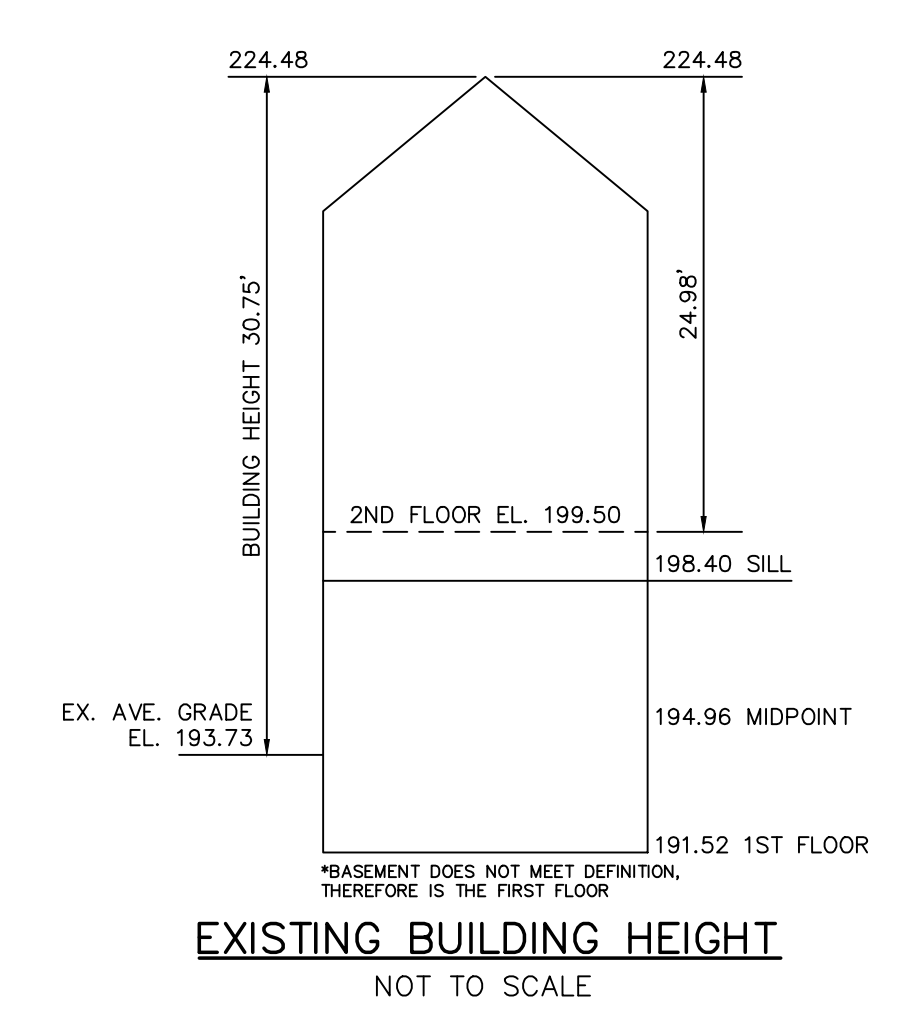 224.48
224.48
BUILDING HEIGHT 30.75'
24.98'
2ND FLOOR EL. 199.50
198.40 SILL
EX. AVE. GRADE
EL. 193.73
194.96 MIDPOINT
191.52 1ST FLOOR
*BASEMENT DOES NOT MEET DEFINITION,
THEREFORE IS THE FIRST FLOOR
EXISTING BUILDING HEIGHT
NOT TO SCALE